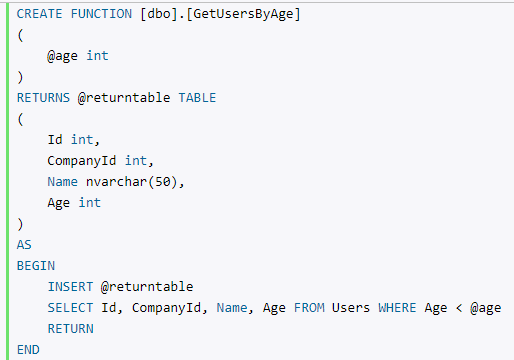 CREATE FUNCTION [dbo].[GetUsersByAge]
(
    @age int
)
RETURNS @returntable TABLE
(
    Id int,
    CompanyId int,
    Name nvarchar(50),
    Age int
)
AS
BEGIN
    INSERT @returntable
    SELECT Id, CompanyId, Name, Age FROM Users WHERE Age < @age
    RETURN
END